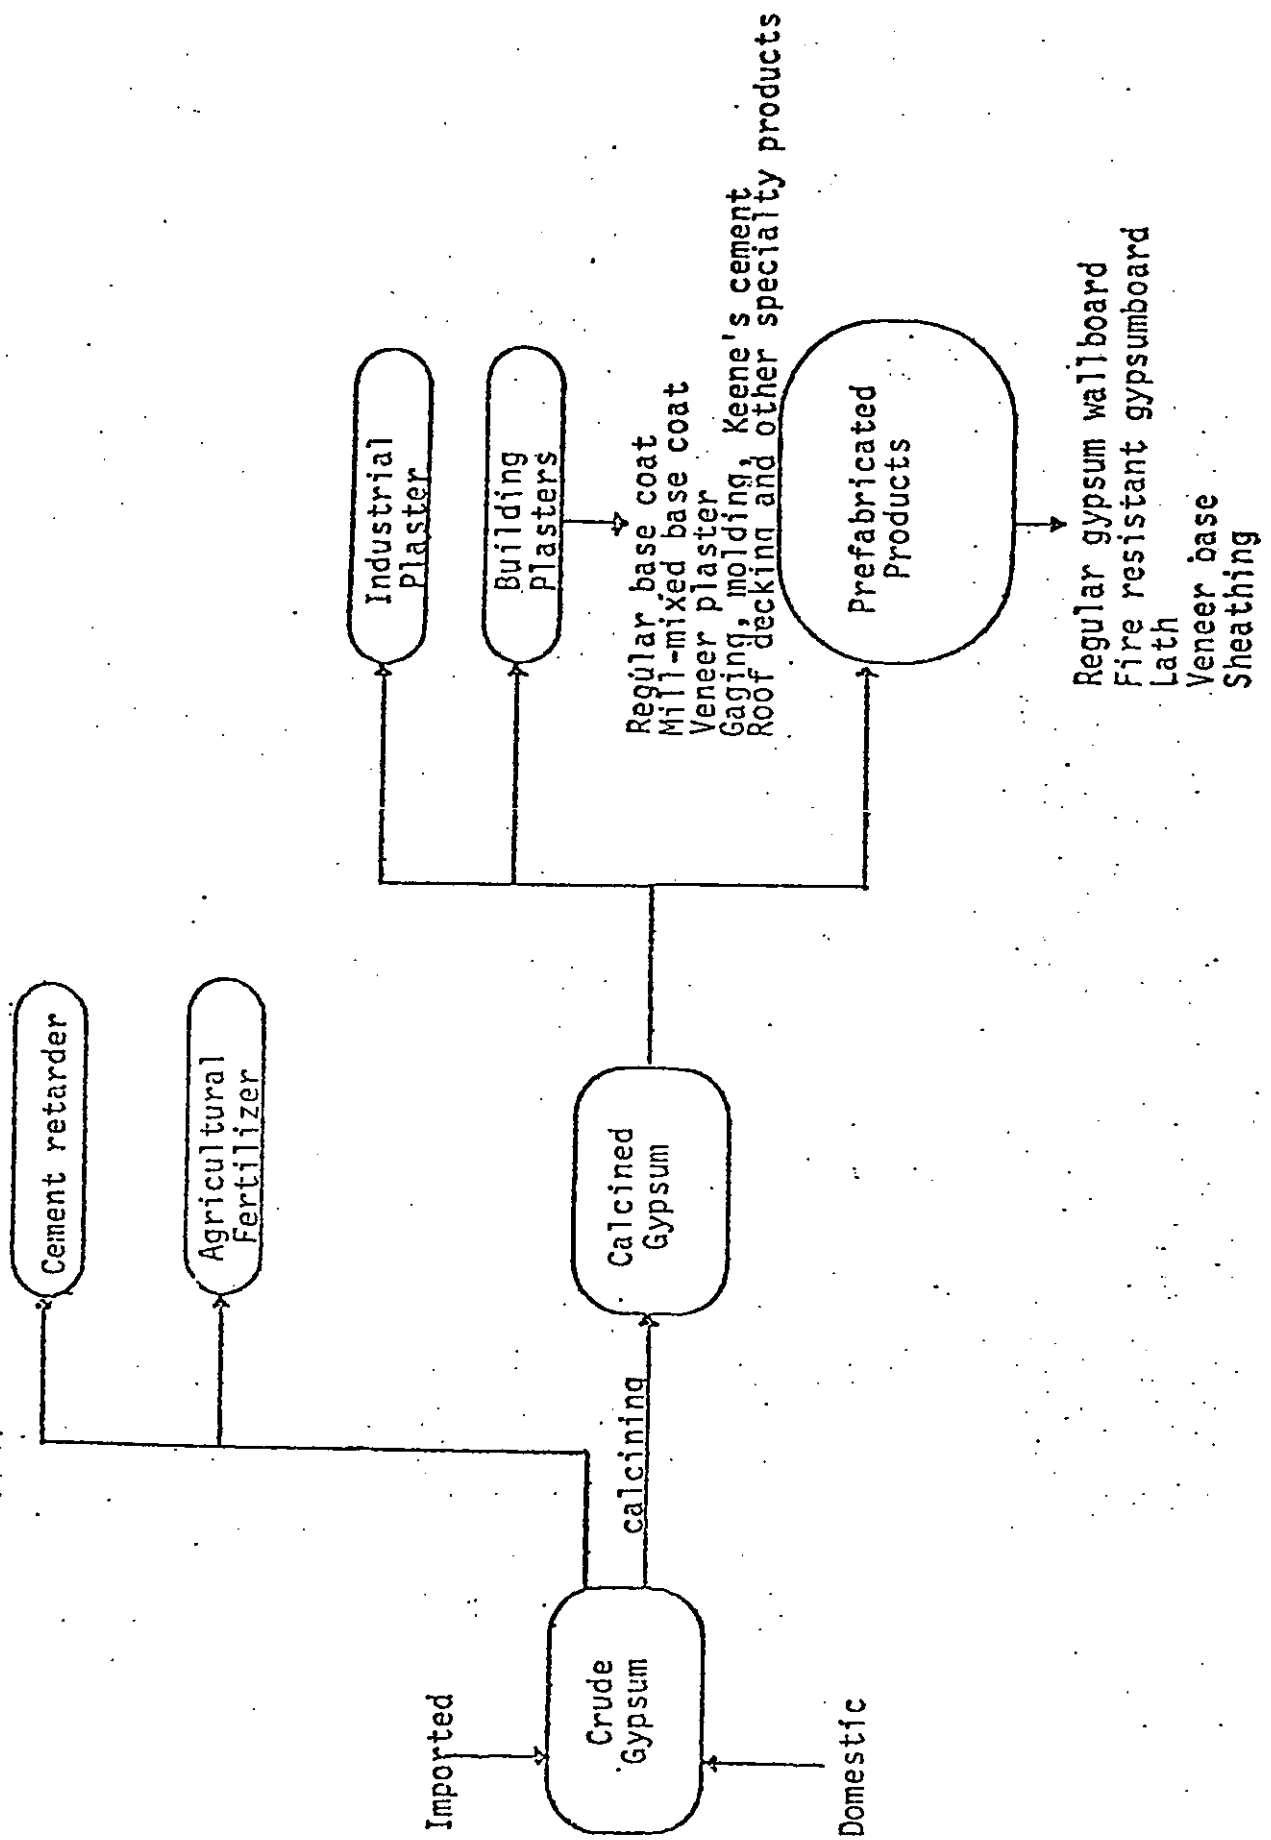 Cement retarder
Agricultural
Fertilizer
Imported
Crude
Gypsum
Domestic
calcining
Calcined
Gypsum
Industrial
Plaster
Building
Plasters
Regular base coat
Mill-mixed base coat
Veneer plaster
Gaging, molding, Keene's cement
Roof decking and other specialty products
Prefabricated
Products
Regular gypsum wallboard
Fire resistant gypsumboard
Lath
Veneer base
Sheathing